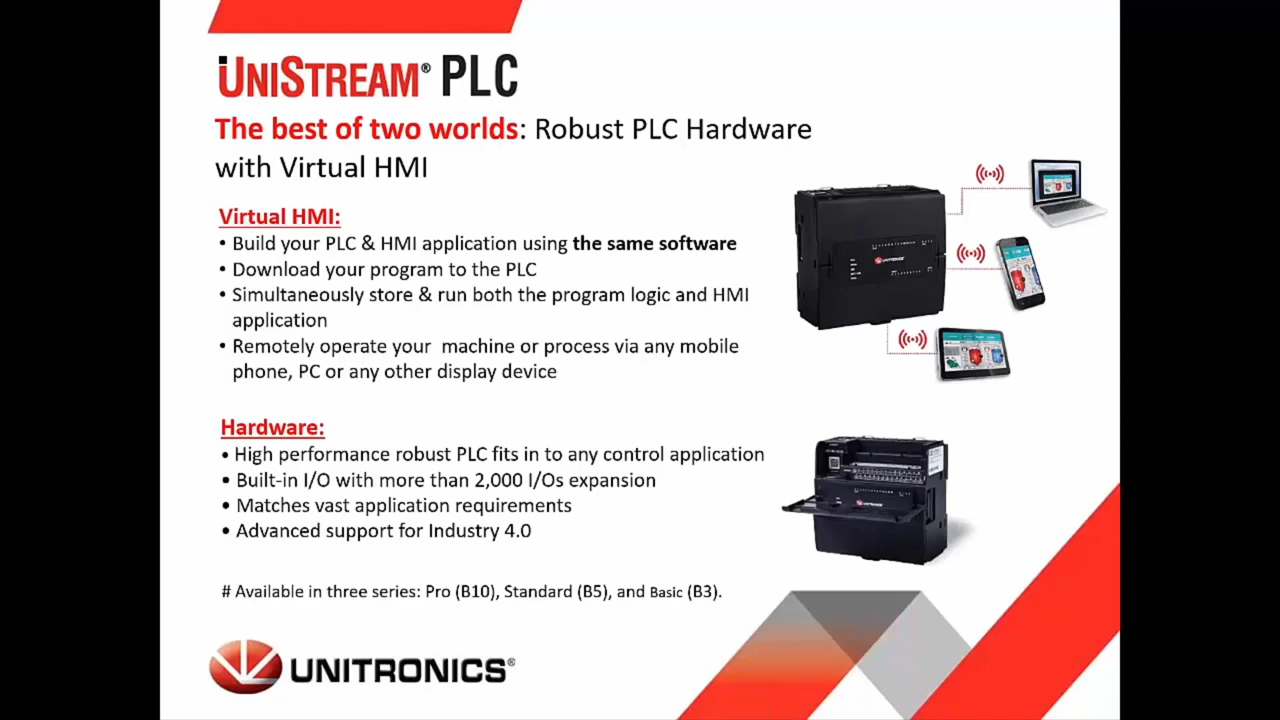 UNISTREAM® PLC
The best of two worlds: Robust PLC Hardware
with Virtual HMI
Virtual HMI:
• Build your PLC & HMI application using the same software
• Download your program to the PLC
• Simultaneously store & run both the program logic and HMI
application
• Remotely operate your machine or process via any mobile
phone, PC or any other display device
UNITRONICS
Hardware:
• High performance robust PLC fits in to any control application
• Built-in I/O with more than 2,000 I/Os expansion
• Matches vast application requirements
• Advanced support for Industry 4.0
UNITRONICS
# Available in three series: Pro (B10), Standard (B5), and Basic (B3).
UNITRONICS®